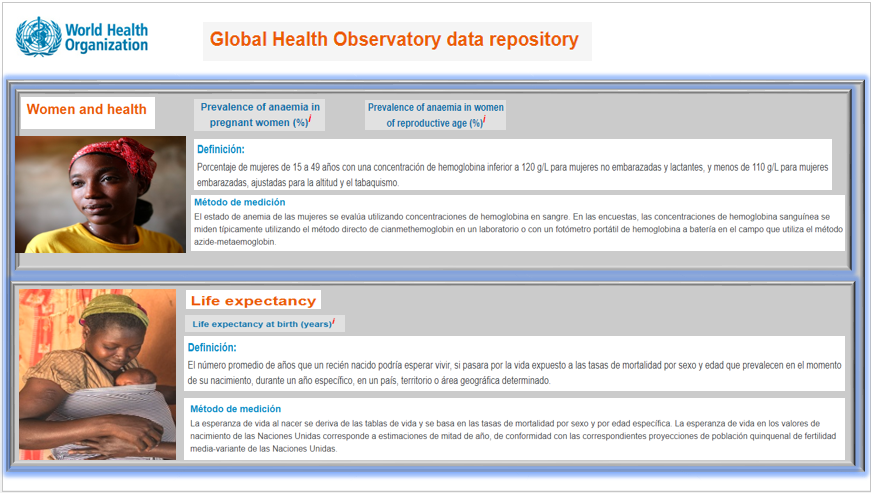 World Health
Organization
Global Health Observatory data repository
Women and health
Prevalence of anaemia in
pregnant women (%)i
Prevalence of anaemia in women
of reproductive age (%)i
Definición:
Porcentaje de mujeres de 15 a 49 años con una concentración de hemoglobina inferior a 120 g/L para mujeres no embarazadas y lactantes, y menos de 110 g/L para mujeres
embarazadas, ajustadas para la altitud y el tabaquismo.
Método de medición
El estado de anemia de las mujeres se evalúa utilizando concentraciones de hemoglobina en sangre. En las encuestas, las concentraciones de hemoglobina sanguínea se
miden típicamente utilizando el método directo de cianmethemoglobin en un laboratorio o con un fotómetro portátil de hemoglobina a batería en el campo que utiliza el método
azide-metaemoglobin.
Life expectancy
Life expectancy at birth (years)i
Definición:
El número promedio de años que un recién nacido podría esperar vivir, si pasara por la vida expuesto a las tasas de mortalidad por sexo y edad que prevalecen en el momento
de su nacimiento, durante un año específico, en un país, territorio o área geográfica determinado.
Método de medición
La esperanza de vida al nacer se deriva de las tablas de vida y se basa en las tasas de mortalidad por sexo y por edad específica. La esperanza de vida en los valores de
nacimiento de las Naciones Unidas corresponde a estimaciones de mitad de año, de conformidad con las correspondientes proyecciones de población quinquenal de fertilidad
media-variante de las Naciones Unidas.